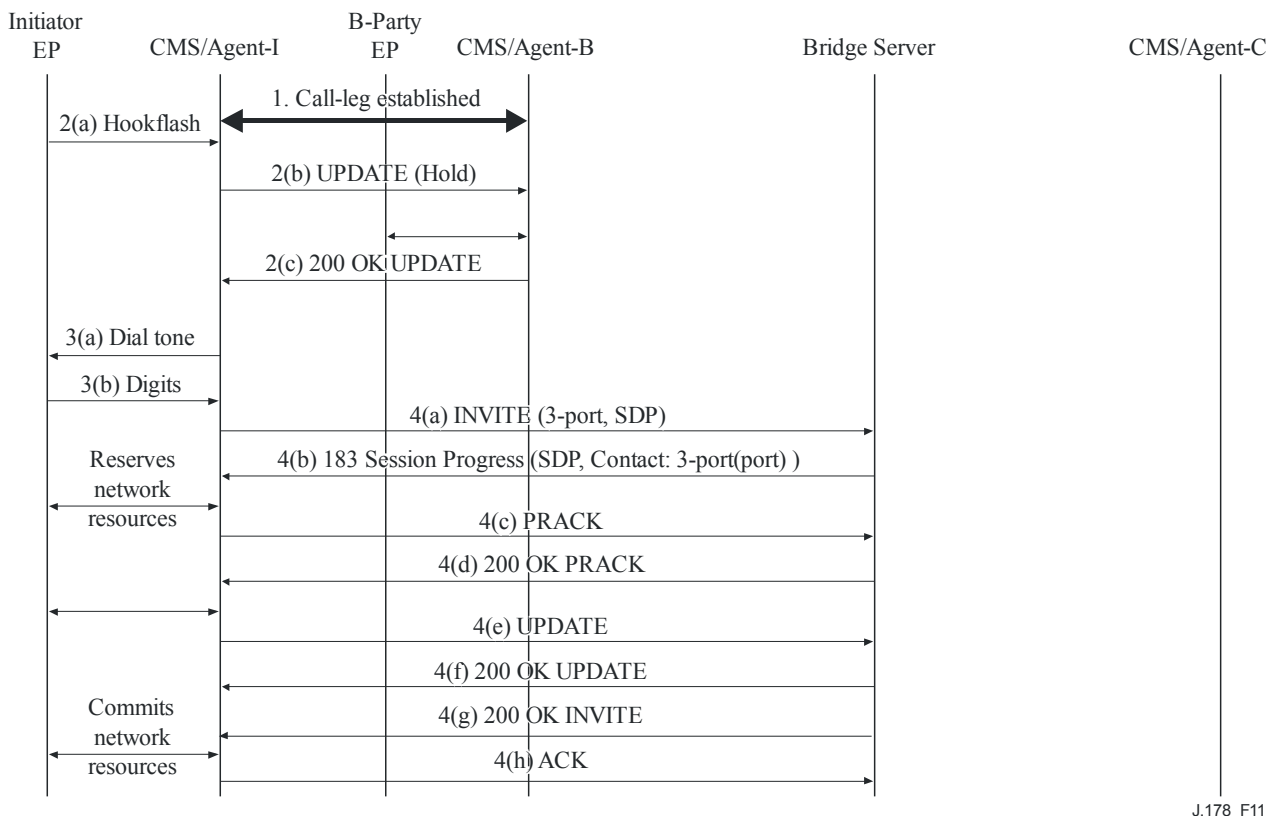 Initiator
EP
CMS/Agent-I
B-Party
EP
CMS/Agent-B
Bridge Server
CMS/Agent-C
1. Call-leg established
2(a) Hookflash
2(b) UPDATE (Hold)
2(c) 200 OK UPDATE
3(a) Dial tone
3(b) Digits
4(a) INVITE (3-port, SDP)
4(b) 183 Session Progress (SDP, Contact: 3-port(port) )
Reserves
network
resources
4(c) PRACK
4(d) 200 OK PRACK
4(e) UPDATE
4(f) 200 OK UPDATE
4(g) 200 OK INVITE
Commits
network
resources
4(h) ACK
J.178_F11